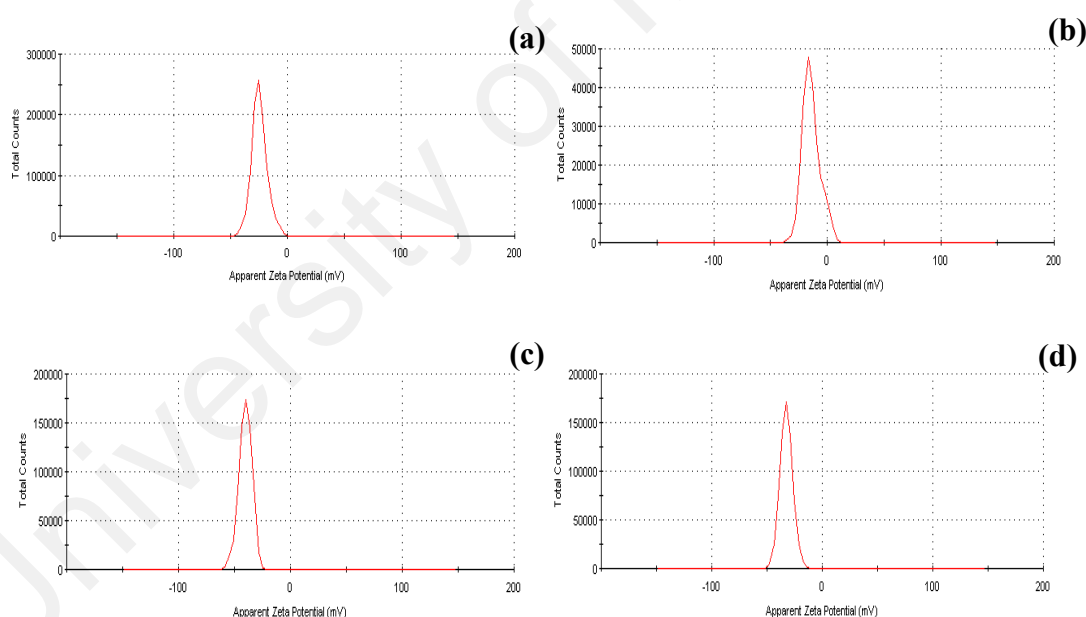 (a)
300000
200000
100000
0
Total Counts
-100 0 100 200
Apparent Zeta Potential (mV)
(b)
50000
40000
30000
20000
10000
0
Total Counts
-100 0 100 200
Apparent Zeta Potential (mV)
(c)
200000
150000
100000
50000
0
Total Counts
-100 0 100 200
Apparent Zeta Potential (mV)
(d)
200000
150000
100000
50000
0
Total Counts
-100 0 100 200
Apparent Zeta Potential (mV)
University of